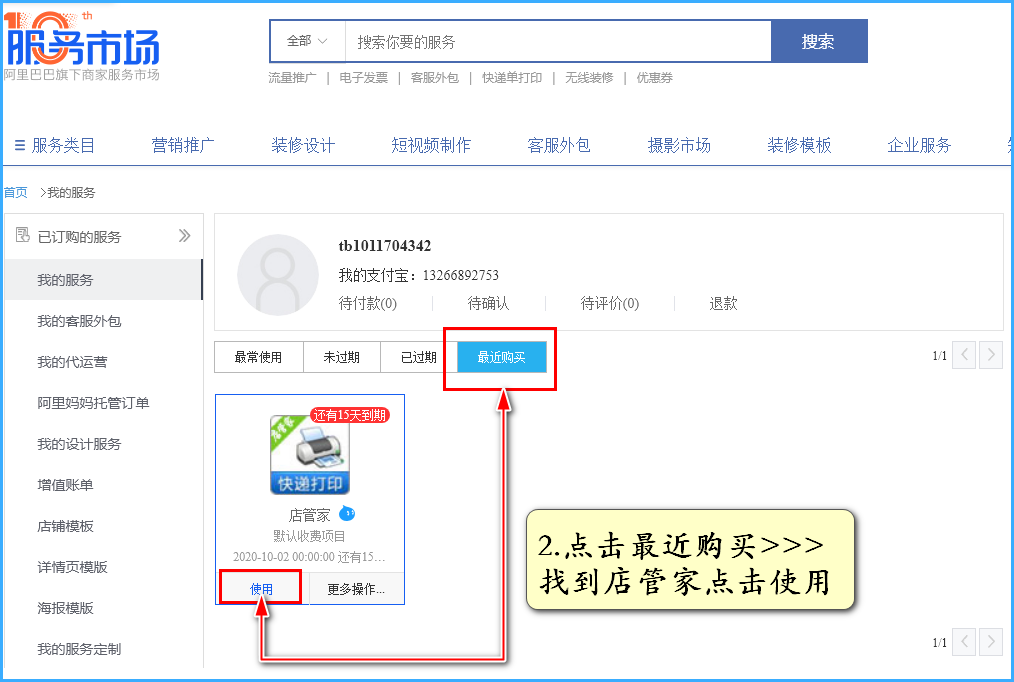 10th
服务市场
阿里巴巴旗下商家服务市场
全部 搜索你要的服务 搜索
流量推广 | 电子发票 | 客服外包 | 快递单打印 | 无线装修 | 优惠券
服务类目 营销推广 装修设计 短视频制作 客服外包 摄影市场 装修模板 企业服务
首页 >我的服务
已订购的服务
我的服务
我的客服外包
我的代运营
阿里妈妈托管订单
我的设计服务
增值账单
店铺模板
详情页模版
海报模版
我的服务定制
tb1011704342
我的支付宝：13266892753
待付款(0) 待确认 待评价(0) 退款
最常使用 未过期 已过期 最近购买 1/1
还有15天到期
店管家
快递打印
店管家
默认收费项目
2020-10-02 00:00:00 还有15…
使用 更多操作...
2.点击最近购买>>>
找到店管家点击使用
1/1